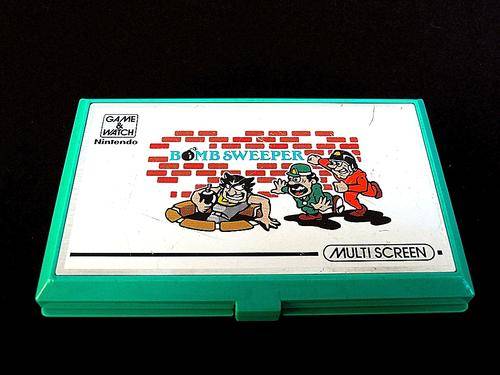 GAME
&
WATCH
Nintendo
BOMB SWEEPER
MULTI SCREEN